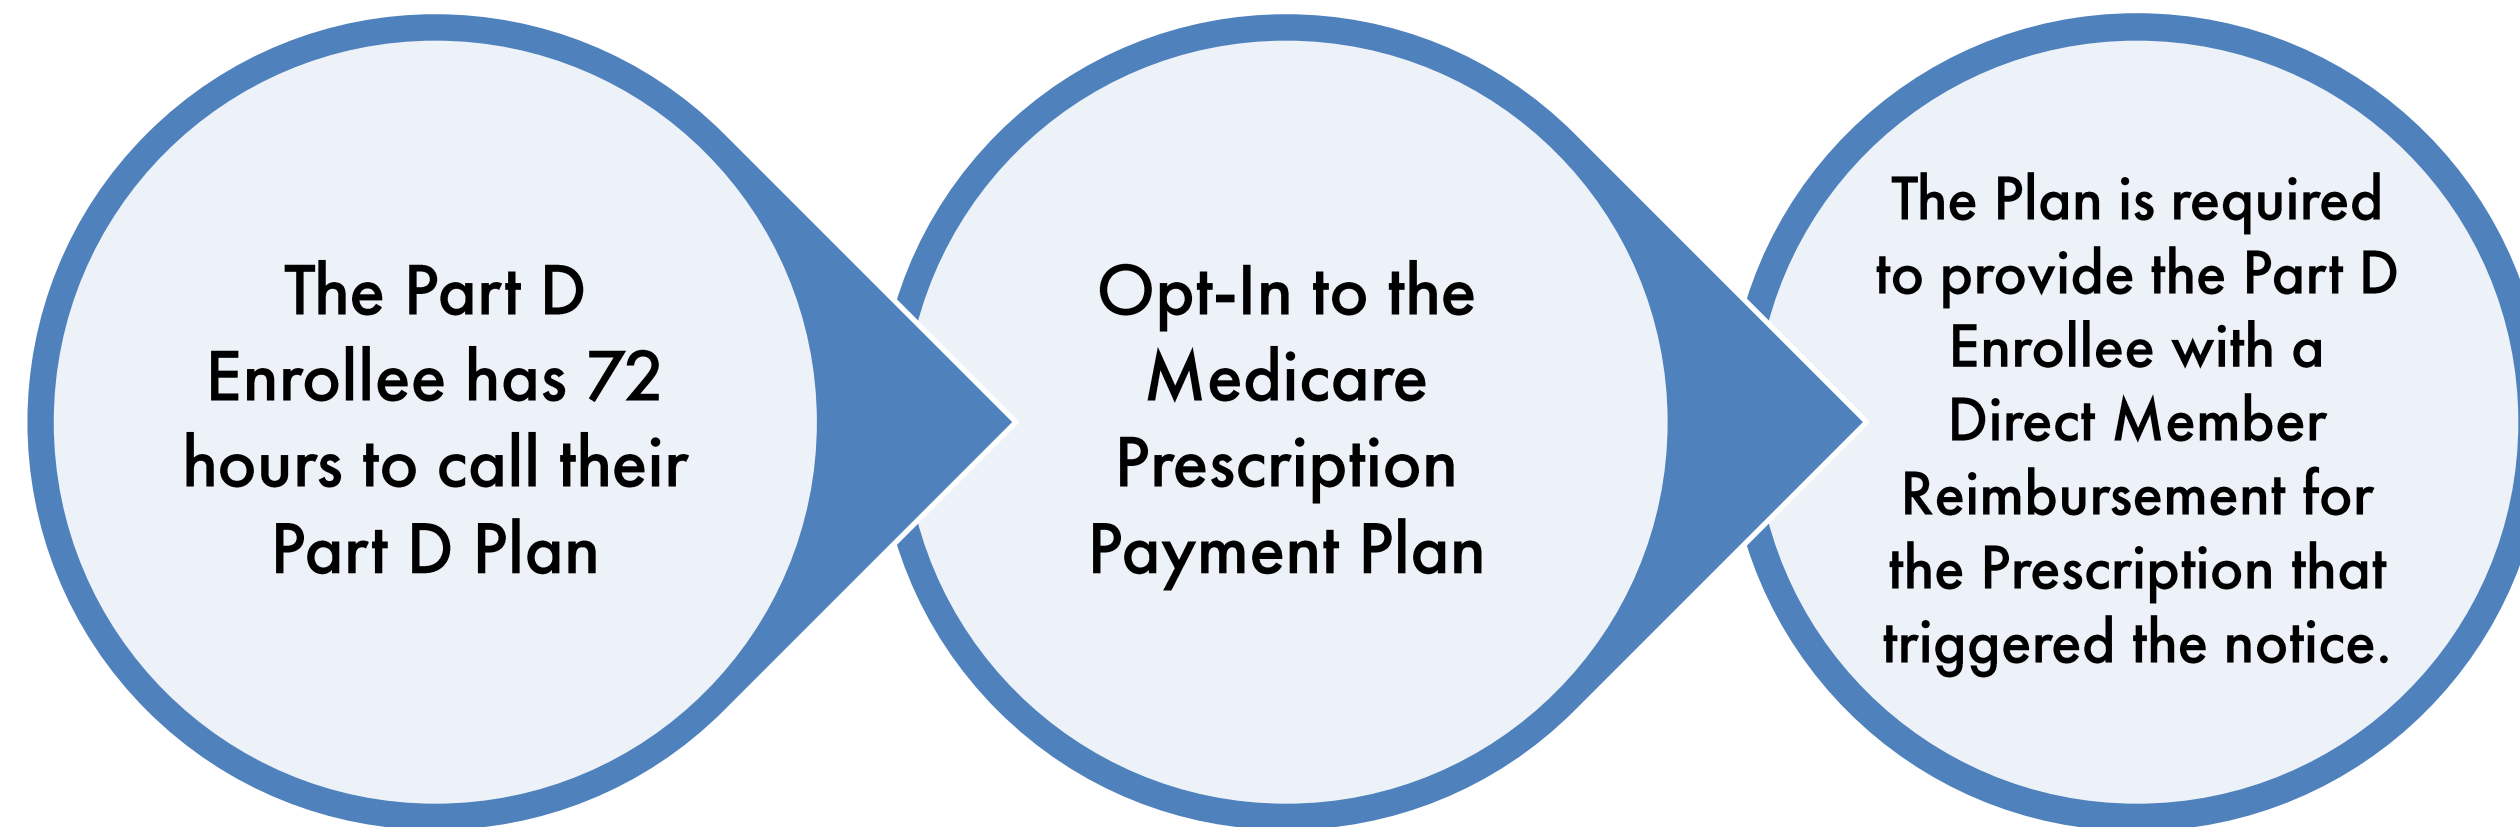 The Part D
Enrollee has 72
hours to call their
Part D Plan
Opt-In to the
Medicare
Prescription
Payment Plan
The Plan is required
to provide the Part D
Enrollee with a
Direct Member
Reimbursement for
the Prescription that
triggered the notice.